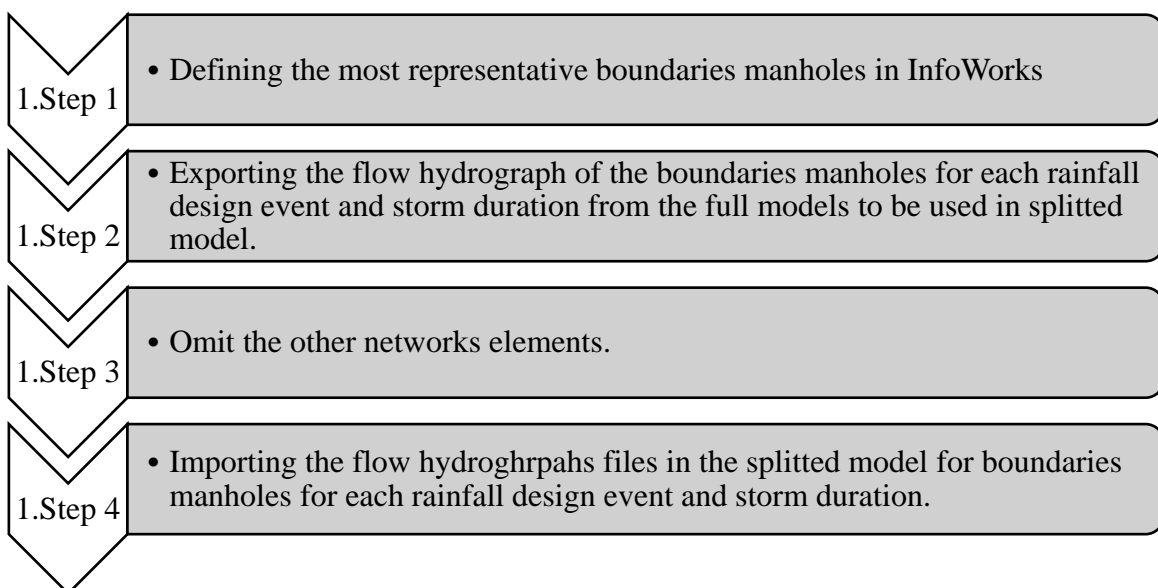 1.Step 1
• Defining the most representative boundaries manholes in InfoWorks
1.Step 2
• Exporting the flow hydrograph of the boundaries manholes for each rainfall
design event and storm duration from the full models to be used in splitted
model.
1.Step 3
• Omit the other networks elements.
1.Step 4
• Importing the flow hydroghrpahs files in the splitted model for boundaries
manholes for each rainfall design event and storm duration.